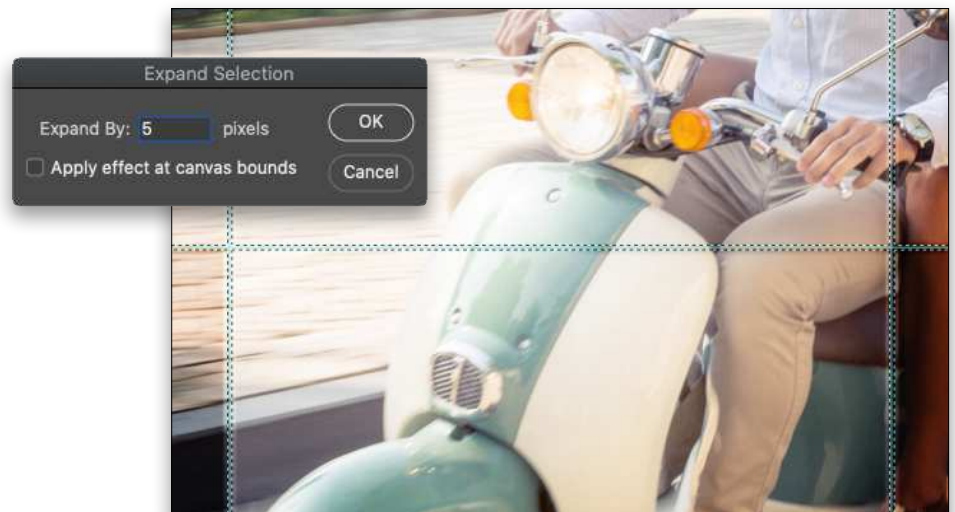 Expand Selection
Expand By: 5 pixels
OK
Apply effect at canvas bounds
Cancel